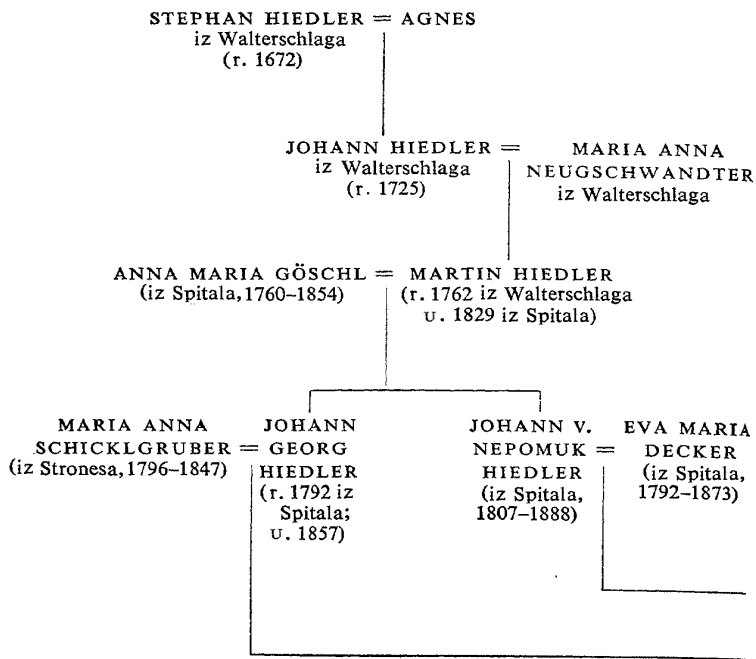 STEPHAN HIEDLER = AGNES
iz Walterschlaga
(r. 1672)
JOHANN HIEDLER =
iz Walterschlaga
(r. 1725)
MARIA ANNA
NEUGSCHWANDTER
iz Walterschlaga
ANNA MARIA GÖSCHL =
(iz Spitala, 1760–1854)
MARTIN HIEDLER
(r. 1762 iz Walterschlaga
U. 1829 iz Spitala)
MARIA ANNA
SCHICKLGRUBER =
(iz Stronesa, 1796–1847)
JOHANN
GEORG
HIEDLER
(r. 1792 iz
Spitala;
U. 1857)
JOHANN V.
NEPOMUK =
HIEDLER
(iz Spitala,
1807–1888)
EVA MARIA
DECKER
(iz Spitala,
1792–1873)